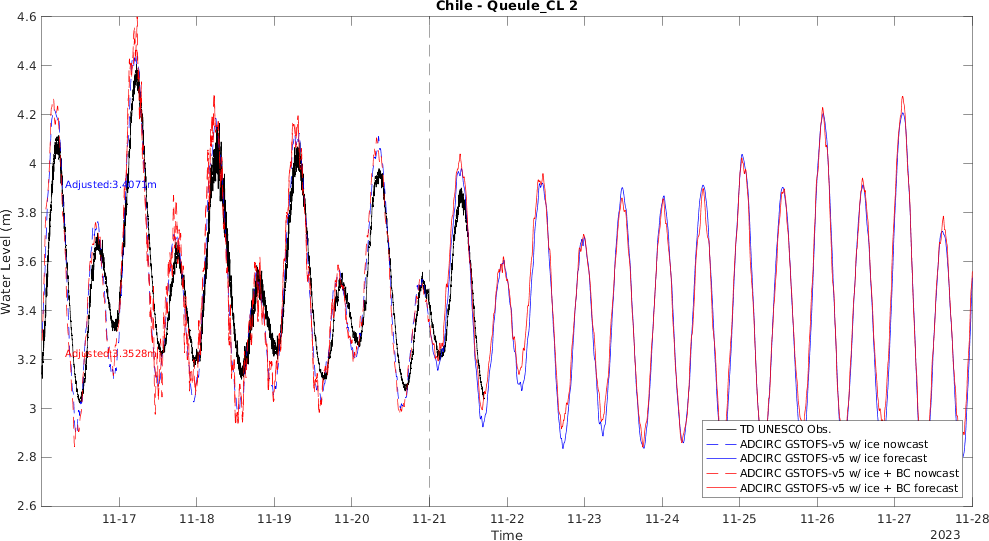 Chile - Queule_CL 2
4.6
4.4
4.2
4
3.8
3.6
3.4
3.2
3
2.8
2.6
Water Level (m)
Adjusted:3.4071m
Adjusted:3.3528m
TD UNESCO Obs.
ADCIRC GSTOFS-v5 w/ ice nowcast
ADCIRC GSTOFS-v5 w/ ice forecast
ADCIRC GSTOFS-v5 w/ ice + BC nowcast
ADCIRC GSTOFS-v5 w/ ice + BC forecast
11-17 11-18 11-19 11-20 11-21 11-22 11-23 11-24 11-25 11-26 11-27 11-28
Time
2023